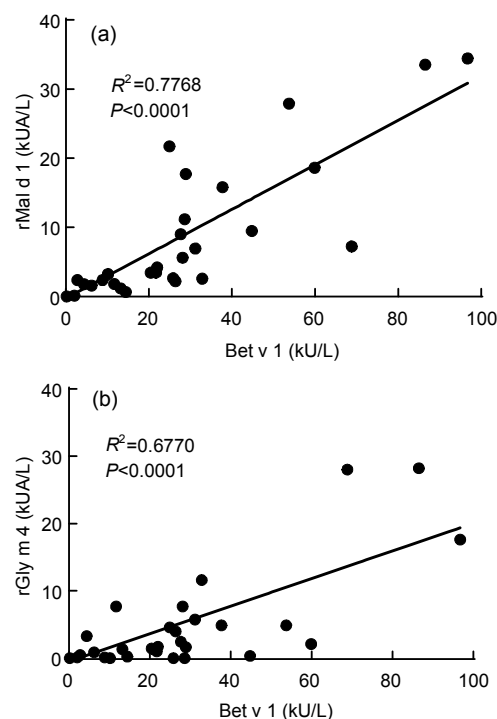 (a)
40
30
20
10
0
R²=0.7768
P<0.0001
rMal d 1 (kUA/L)
0 20 40 60 80 100
Bet v 1 (kU/L)
(b)
40
30
20
10
0
R²=0.6770
P<0.0001
rGly m 4 (kUA/L)
0 20 40 60 80 100
Bet v 1 (kU/L)